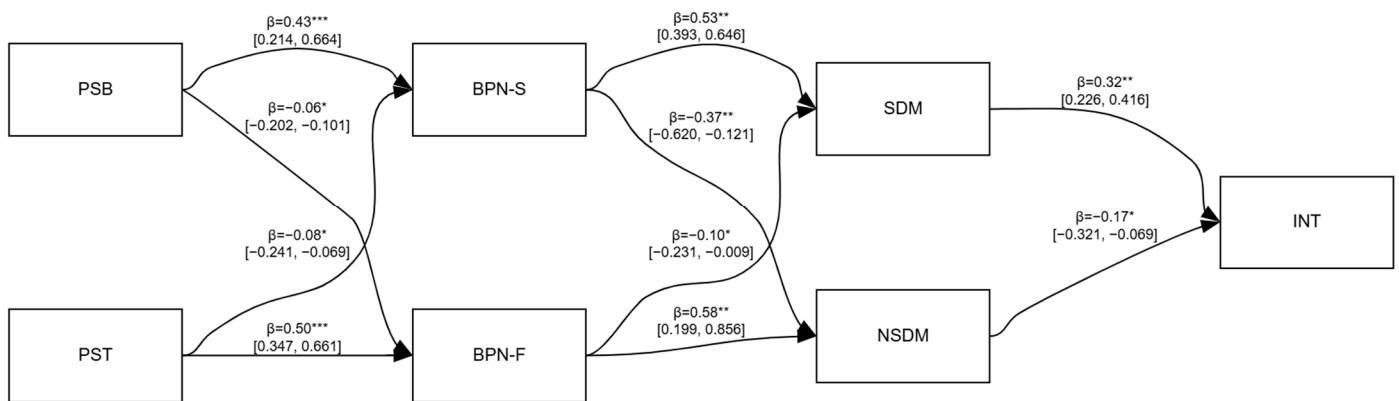 β=0.43***
[0.214, 0.664]
PSB
β=−0.06*
[−0.202, −0.101]
β=−0.08*
[−0.241, −0.069]
PST
β=0.50***
[0.347, 0.661]
BPN-S
BPN-F
β=0.53**
[0.393, 0.646]
β=−0.37**
[−0.620, −0.121]
β=−0.10*
[−0.231, −0.009]
β=0.58**
[0.199, 0.856]
SDM
NSDM
β=0.32**
[0.226, 0.416]
β=−0.17*
[−0.321, −0.069]
INT